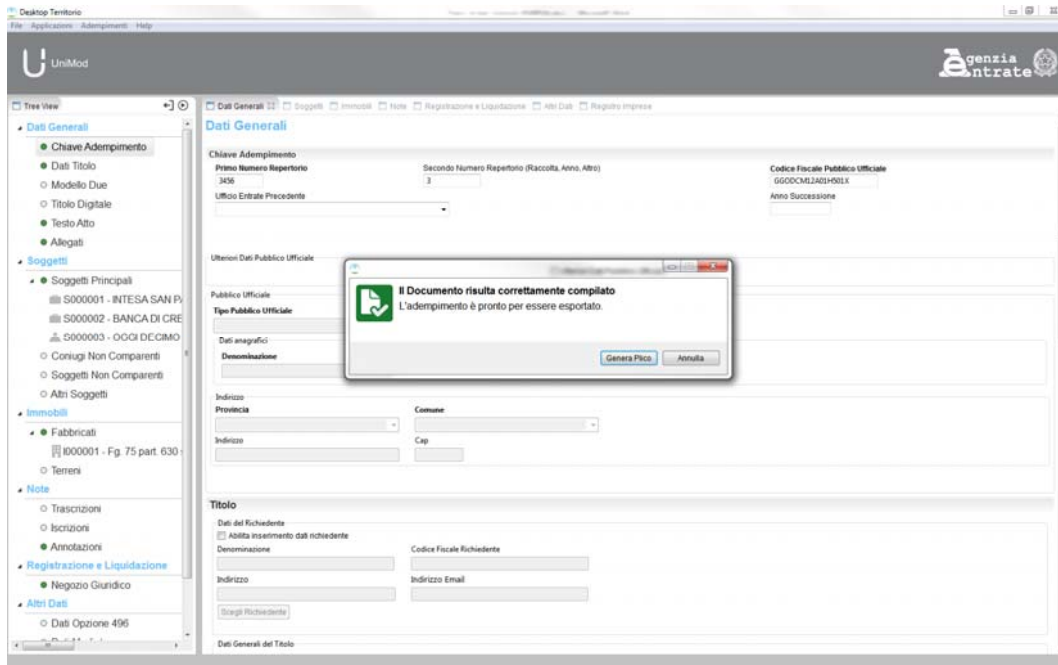 Desktop Territorio
File Applicazioni Adempimenti Help
UniMod
genzia
ntrate
Tree View
Dati Generali
Chiave Adempimento
Dati Titolo
Modello Due
Titolo Digitale
Testo Atto
Allegati
Soggetti
Soggetti Principali
S000001 - INTESA SAN PA
S000002 - BANCA DI CRE
S000003 - OGGI DECIMO
Coniugi Non Comparenti
Soggetti Non Comparenti
Altri Soggetti
Immobili
Fabbricati
I000001 - Fg. 75 part. 630
Terreni
Note
Trascrizioni
Iscrizioni
Annotazioni
Registrazione e Liquidazione
Negozio Giuridico
Altri Dati
Dati Opzione 496
Dati Generali Soggetti Immobili Note Registrazione e Liquidazione Altri Dati Registro Imprese
Dati Generali
Chiave Adempimento
Primo Numero Repertorio Secondo Numero Repertorio (Raccolta, Anno, Altro) Codice Fiscale Pubblico Ufficiale
3456 3 GGODCM12A01H501X
Ufficio Entrate Precedente Anno Successione
Ulteriori Dati Pubblico Ufficiale
Il Documento risulta correttamente compilato
L'adempimento è pronto per essere esportato.
Genera Plico Annulla
Pubblico Ufficiale
Tipo Pubblico Ufficiale
Dati anagrafici
Denominazione
Indirizzo
Provincia Comune
Indirizzo Cap
Titolo
Dati del Richiedente
Abilita inserimento dati richiedente
Denominazione Codice Fiscale Richiedente
Indirizzo Indirizzo Email
Scegli Richiedente
Dati Generali del Titolo